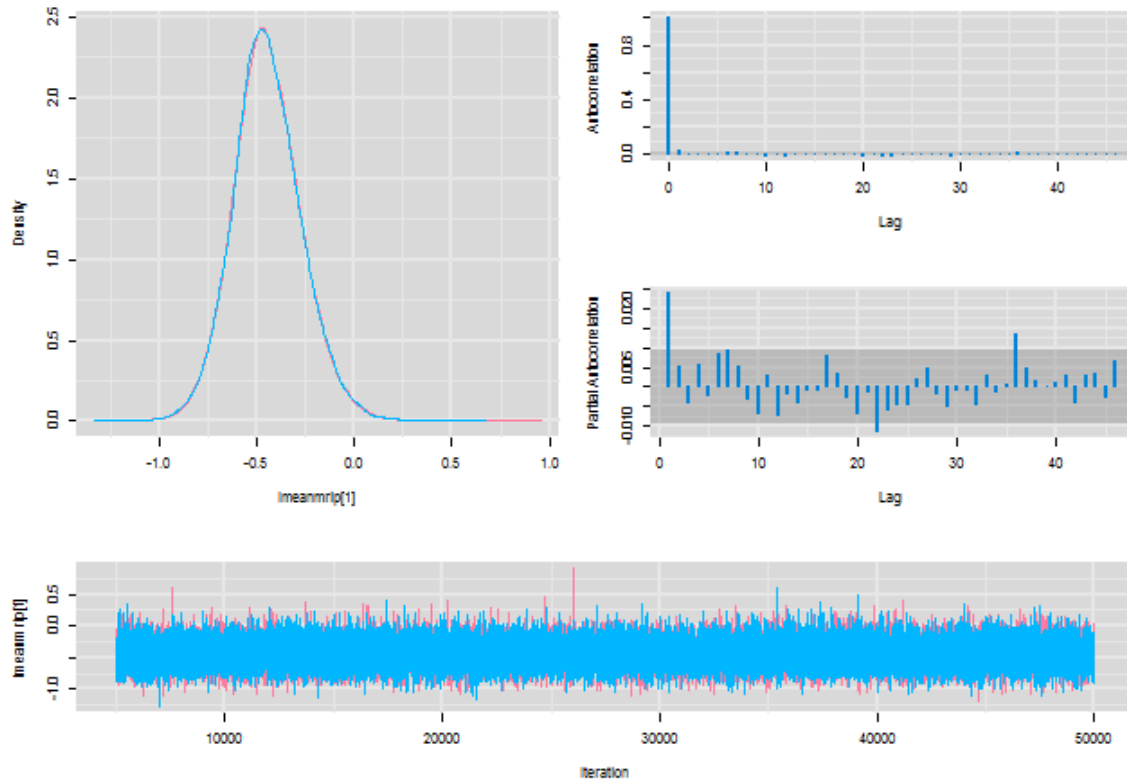 Density
0.0 0.5 1.0 1.5 2.0 2.5
-1.0 -0.5 0.0 0.5 1.0
lmeanmrlp[1]
Autocorrelation
0.0 0.4 0.8
0 10 20 30 40
Lag
Partial Autocorrelation
-0.010 0.005 0.020
0 10 20 30 40
Lag
lmeanmrlp[1]
-1.0 0.0 0.5
10000 20000 30000 40000 50000
Iteration